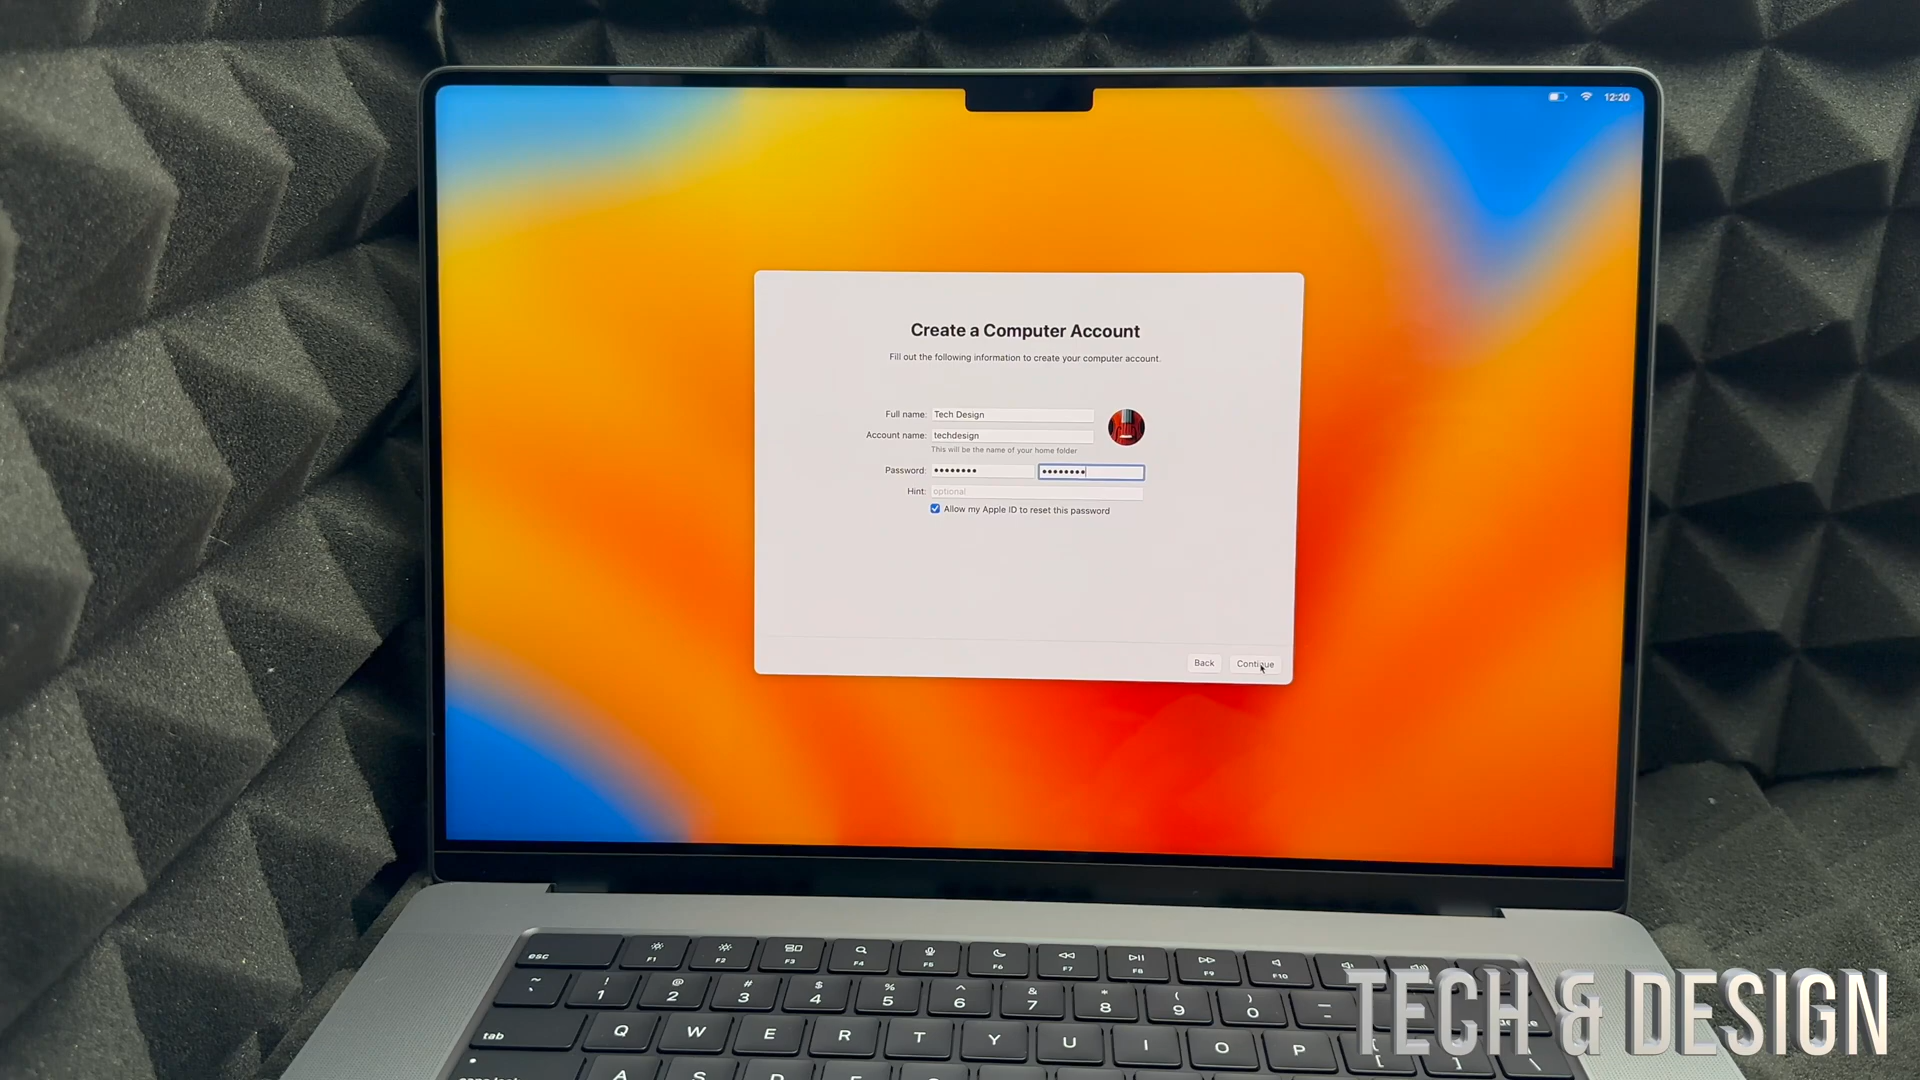 12:20
Create a Computer Account
Fill out the following information to create your computer account.
Full name: Tech Design
Account name: techdesign
This will be the name of your home folder
Password: •••••••• ••••••••
Hint: optional
Allow my Apple ID to reset this password
Back Continue
esc F1 F2 F3 F4 F5 F6 F7 F8 F9 F10
~ ! @ # $ % ^ & * ( ) _
` 1 2 3 4 5 6 7 8 9 0 -
tab Q W E R T Y U I O P [ ] \
A S D F
TECH & DESIGN